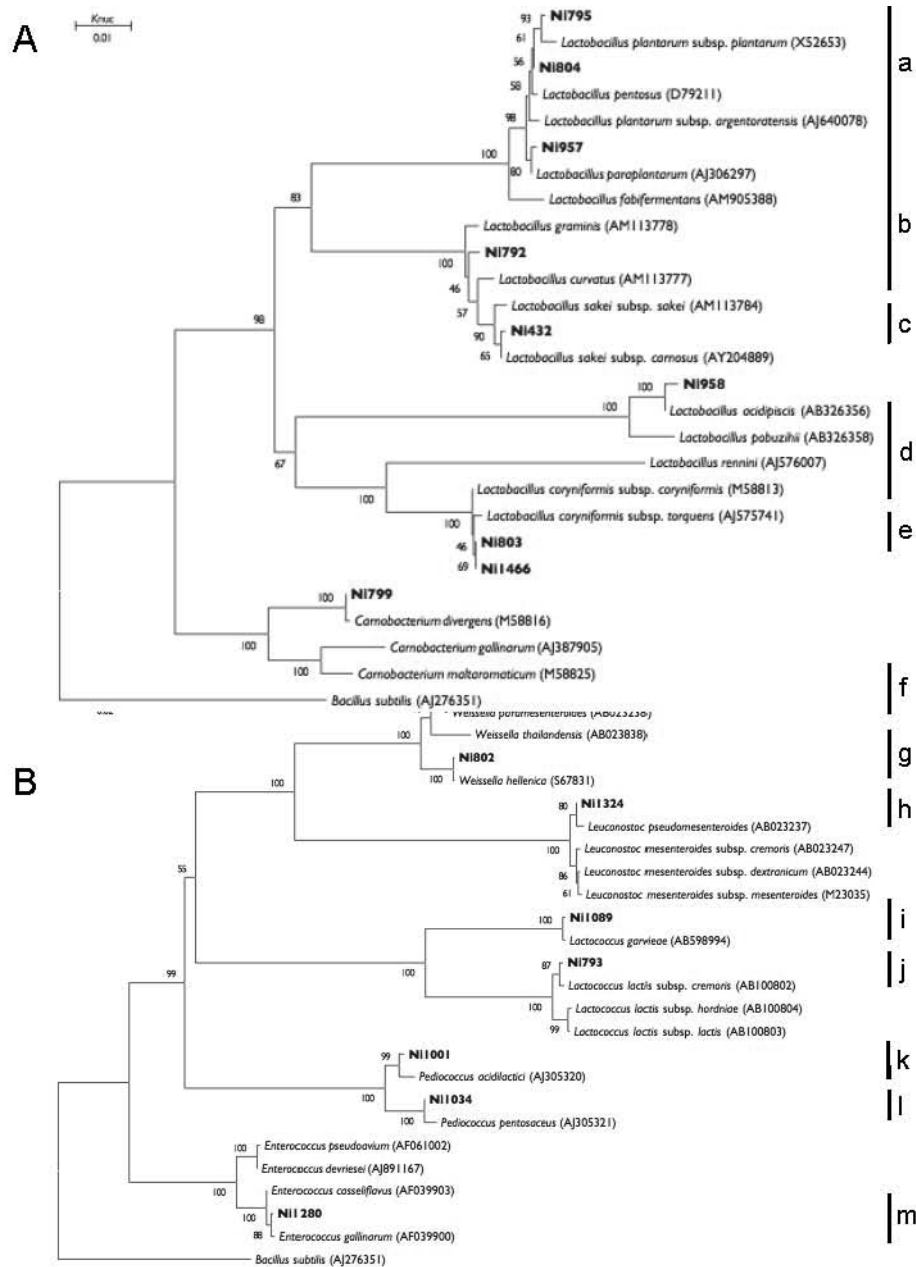 Knuc
0.01
A
93
Ni795
61
Lactobacillus plantarum subsp. plantarum (X52653)
a
56
Ni804
58
Lactobacillus pentosus (D79211)
98
Lactobacillus plantarum subsp. argentoratensis (AJ640078)
Ni957
100
80
Lactobacillus paraplantarum (AJ306297)
83
Lactobacillus fabifermentans (AM905388)
Lactobacillus graminis (AM113778)
b
Ni792
100
46
Lactobacillus curvatus (AM113777)
57
Lactobacillus sakei subsp. sakei (AM113784)
98
90
Ni432
c
65
Lactobacillus sakei subsp. carnosus (AY204889)
100
Ni958
100
Lactobacillus acidipiscis (AB326356)
Lactobacillus pobuzihii (AB326358)
d
67
Lactobacillus rennini (AJ576007)
100
Lactobacillus coryniformis subsp. coryniformis (M58813)
100
Lactobacillus coryniformis subsp. torquens (AJ575741)
e
46
Ni803
69
Ni1466
100
Ni799
Carnobacterium divergens (M58816)
100
Carnobacterium gallinarum (AJ387905)
100
Carnobacterium maltaromaticum (M58825)
f
Bacillus subtilis (AJ276351)
0.02
Weissella paramesenteroides (AB023238)
100
Weissella thailandensis (AB023838)
g
Ni802
B
100
Weissella hellenica (S67831)
100
80
Ni1324
h
Leuconostoc pseudomesenteroides (AB023237)
100
Leuconostoc mesenteroides subsp. cremoris (AB023247)
55
86
Leuconostoc mesenteroides subsp. dextranicum (AB023244)
61
Leuconostoc mesenteroides subsp. mesenteroides (M23035)
100
Ni1089
i
Lactococcus garvieae (AB598994)
100
87
Ni793
j
99
Lactococcus lactis subsp. cremoris (AB100802)
100
Lactococcus lactis subsp. hordniae (AB100804)
99
Lactococcus lactis subsp. lactis (AB100803)
99
Ni1001
k
Pediococcus acidilactici (AJ305320)
100
Ni1034
l
100
Pediococcus pentosaceus (AJ305321)
100
Enterococcus pseudoavium (AF061002)
Enterococcus devriesei (AJ891167)
100
Enterococcus casseliflavus (AF039903)
100
Ni1280
m
88
Enterococcus gallinarum (AF039900)
Bacillus subtilis (AJ276351)